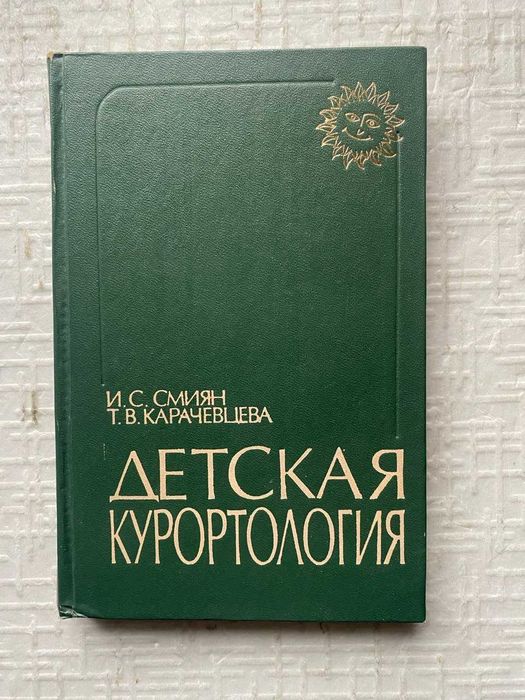 И. С. СМИЯН
Т. В. КАРАЧЕВЦЕВА
ДЕТСКАЯ
КУРОРТОЛОГИЯ